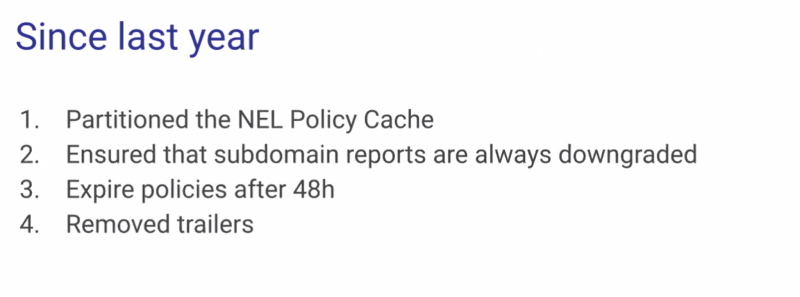 Since last year
1. Partitioned the NEL Policy Cache
2. Ensured that subdomain reports are always downgraded
3. Expire policies after 48h
4. Removed trailers